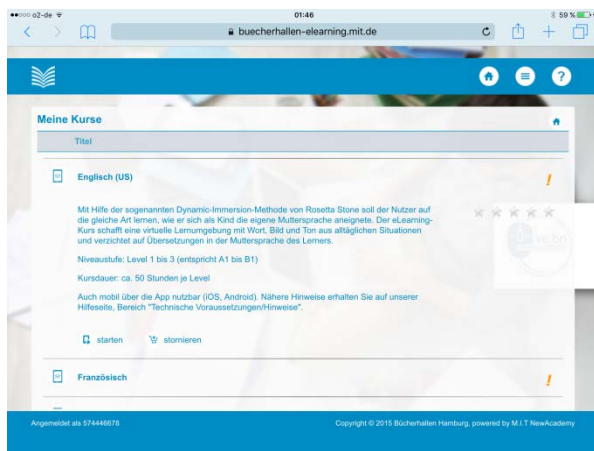 o2-de
01:46
59 %
buecherhallen-elearning.mit.de
?
Meine Kurse
Titel
Englisch (US)
!
Mit Hilfe der sogenannten Dynamic-Immersion-Methode von Rosetta Stone soll der Nutzer auf
die gleiche Art lernen, wie er sich als Kind die eigene Muttersprache aneignete. Der eLearning-
Kurs schafft eine virtuelle Lernumgebung mit Wort, Bild und Ton aus alltäglichen Situationen
und verzichtet auf Übersetzungen in der Muttersprache des Lerners.
Niveaustufe: Level 1 bis 3 (entspricht A1 bis B1)
Kursdauer: ca. 50 Stunden je Level
Auch mobil über die App nutzbar (iOS, Android). Nähere Hinweise erhalten Sie auf unserer
Hilfeseite, Bereich "Technische Voraussetzungen/Hinweise".
starten
stornieren
Französisch
!
Angemeldet als 574446678
Copyright © 2015 Bücherhallen Hamburg, powered by M.I.T NewAcademy